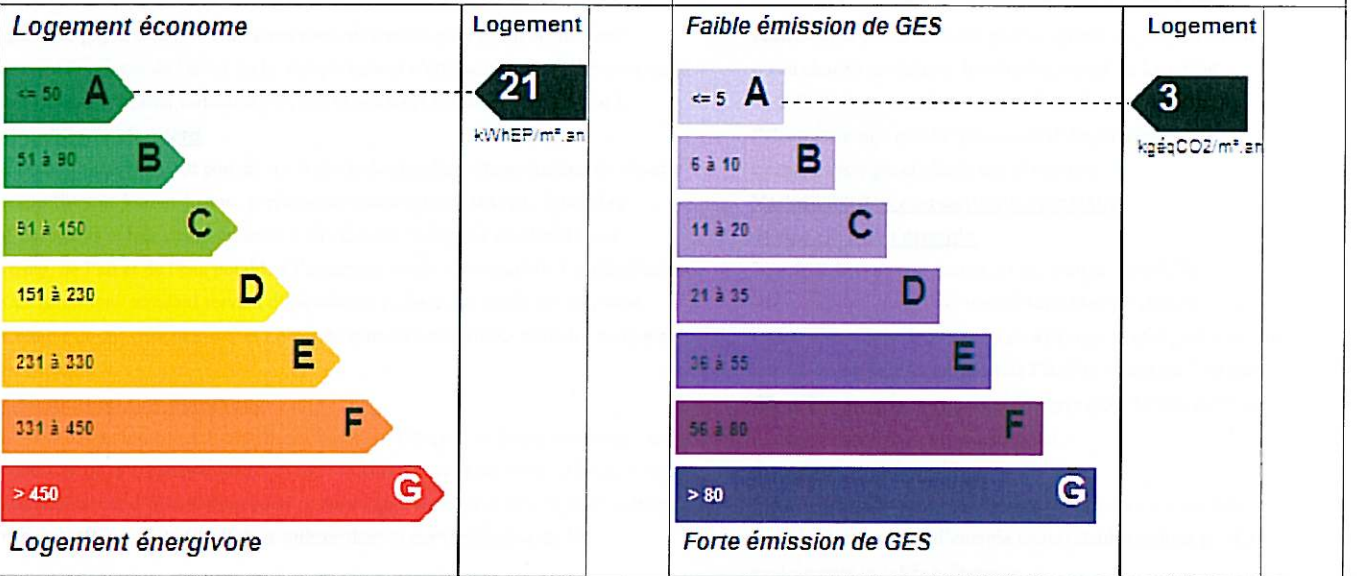 Logement économe
Logement
<= 50 A
21
kWhEP/m².an
51 à 90 B
91 à 150 C
151 à 230 D
231 à 330 E
331 à 450 F
> 450 G
Logement énergivore
Faible émission de GES
Logement
<= 5 A
3
kgéqCO2/m².an
6 à 10 B
11 à 20 C
21 à 35 D
36 à 55 E
56 à 80 F
> 80 G
Forte émission de GES